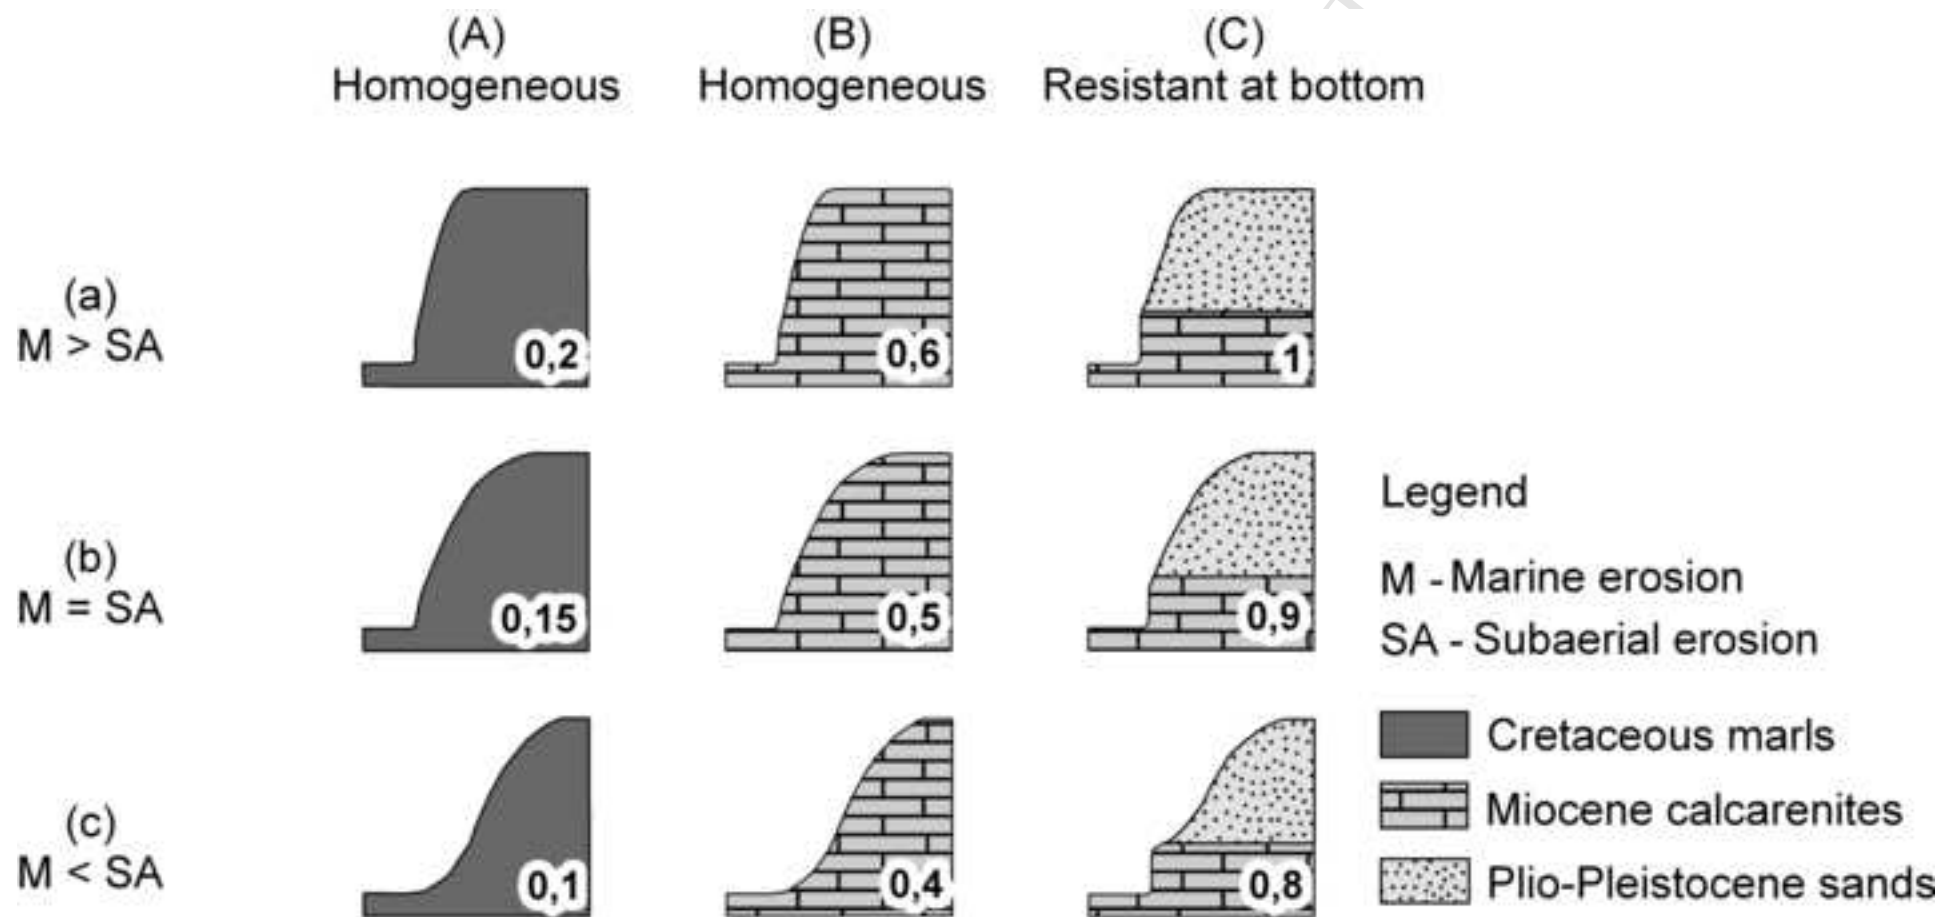 (A)
Homogeneous
(B)
Homogeneous
(C)
Resistant at bottom
(a)
M > SA
0,2
0,6
1
(b)
M = SA
0,15
0,5
0,9
(c)
M < SA
0,1
0,4
0,8
Legend
M - Marine erosion
SA - Subaerial erosion
Cretaceous marls
Miocene calcarenites
Plio-Pleistocene sands